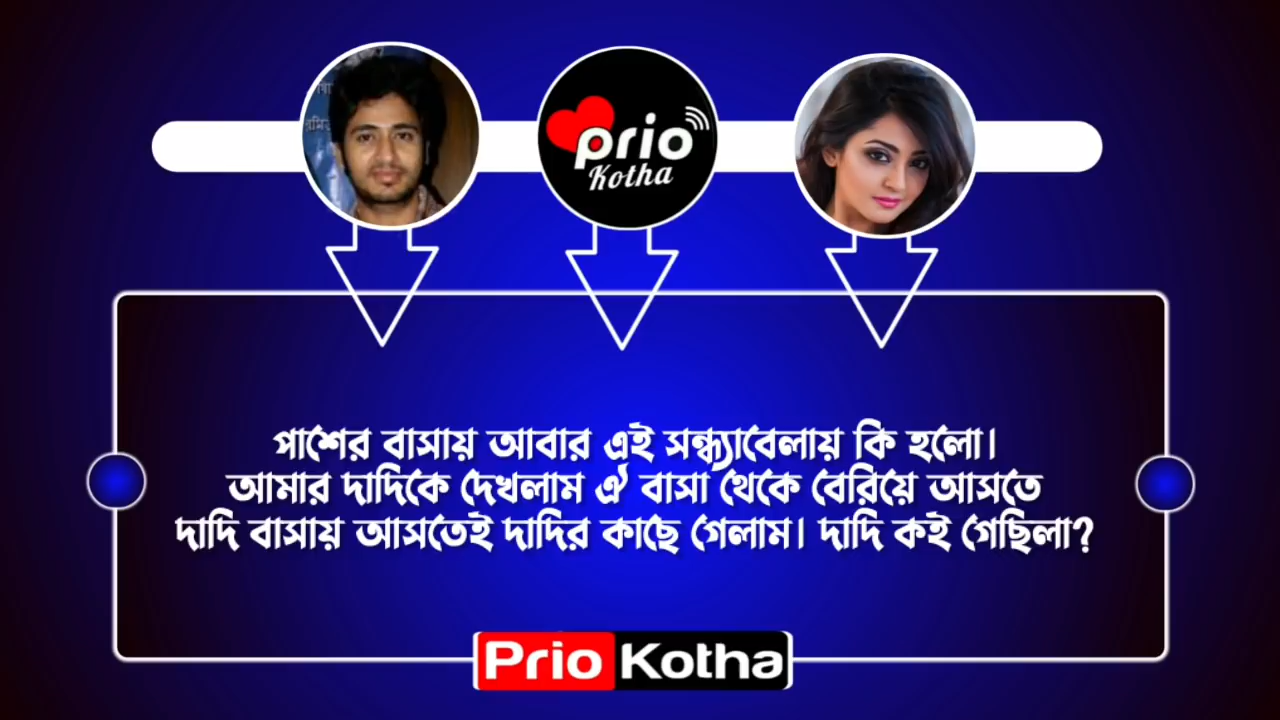 prio
Kotha
পাশের বাসায় আবার এই সন্ধ্যাবেলায় কি হলো।
আমার দাদিকে দেখলাম ঐ বাসা থেকে বেরিয়ে আসতে
দাদি বাসায় আসতেই দাদির কাছে গেলাম। দাদি কই গেছিলা?
Prio Kotha